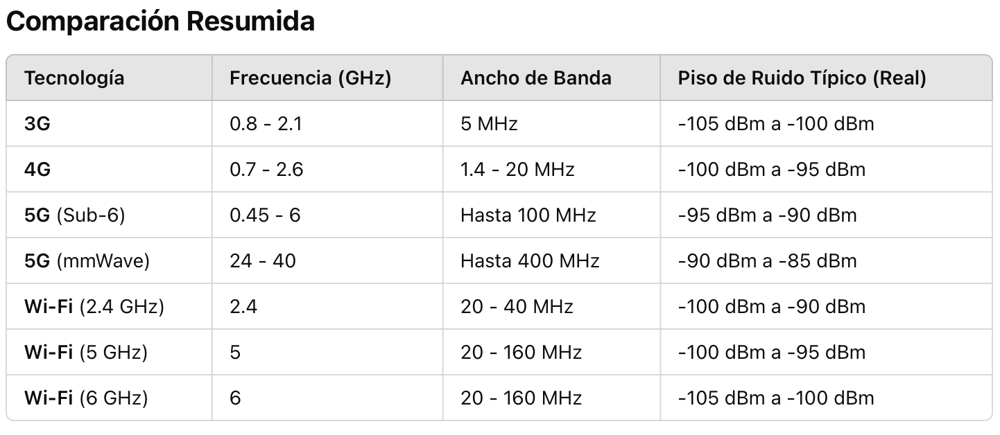 Comparación Resumida
Tecnología Frecuencia (GHz) Ancho de Banda Piso de Ruido Típico (Real)
3G 0.8 - 2.1 5 MHz -105 dBm a -100 dBm
4G 0.7 - 2.6 1.4 - 20 MHz -100 dBm a -95 dBm
5G (Sub-6) 0.45 - 6 Hasta 100 MHz -95 dBm a -90 dBm
5G (mmWave) 24 - 40 Hasta 400 MHz -90 dBm a -85 dBm
Wi-Fi (2.4 GHz) 2.4 20 - 40 MHz -100 dBm a -90 dBm
Wi-Fi (5 GHz) 5 20 - 160 MHz -100 dBm a -95 dBm
Wi-Fi (6 GHz) 6 20 - 160 MHz -105 dBm a -100 dBm